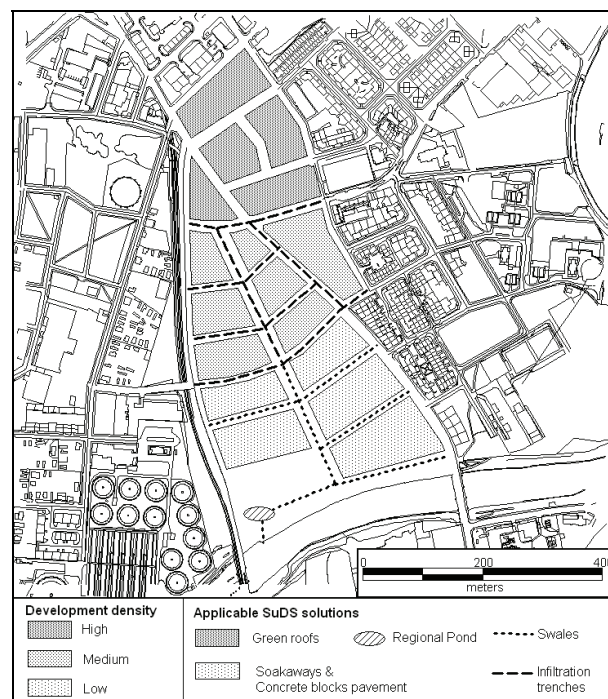 0 200 400
meters
Development density
High
Medium
Low
Applicable SuDS solutions
Green roofs
Regional Pond
Swales
Soakaways &
Concrete blocks pavement
Infiltration
trenches